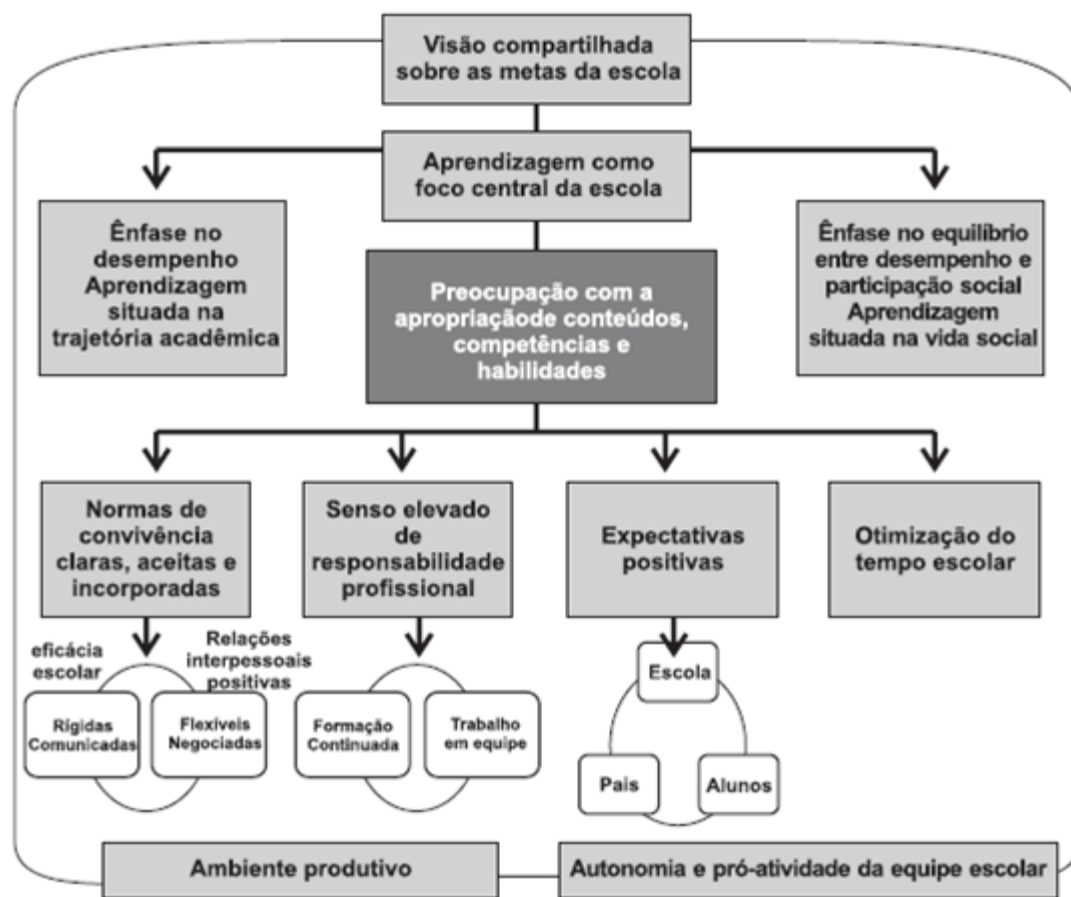 Visão compartilhada
sobre as metas da escola
Aprendizagem como
foco central da escola
Ênfase no
desempenho
Aprendizagem
situada na
trajetória acadêmica
Preocupação com a
apropriaçãode conteúdos,
competências e
habilidades
Ênfase no equilíbrio
entre desempenho e
participação social
Aprendizagem
situada na vida social
Normas de
convivência
claras, aceitas e
incorporadas
Senso elevado
de
responsabilidade
profissional
Expectativas
positivas
Otimização do
tempo escolar
eficácia
escolar
Relações
interpessoais
positivas
Rígidas
Comunicadas
Flexíveis
Negociadas
Formação
Continuada
Trabalho
em equipe
Escola
Pais
Alunos
Ambiente produtivo
Autonomia e pró-atividade da equipe escolar